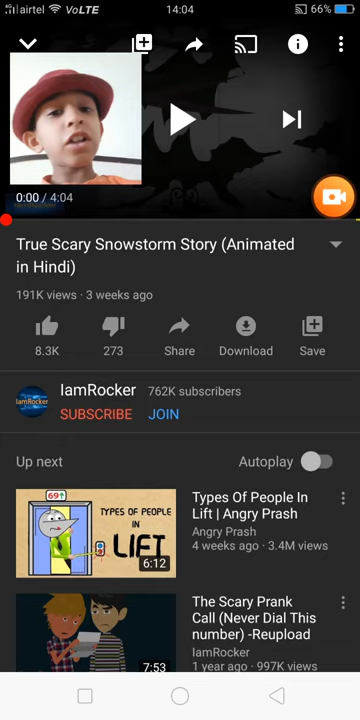 4G
airtel VoLTE 14:04 66%
0:00 / 4:04
True Scary Snowstorm Story (Animated
in Hindi)
191K views · 3 weeks ago
8.3K 273 Share Download Save
IamRocker
IamRocker 762K subscribers
SUBSCRIBE JOIN
Up next Autoplay
69
TYPES OF PEOPLE
IN
LIFT
6:12
Types Of People In
Lift | Angry Prash
Angry Prash
4 weeks ago · 3.4M views
7:53
The Scary Prank
Call (Never Dial This
number) -Reupload
IamRocker
1 year ago · 997K views